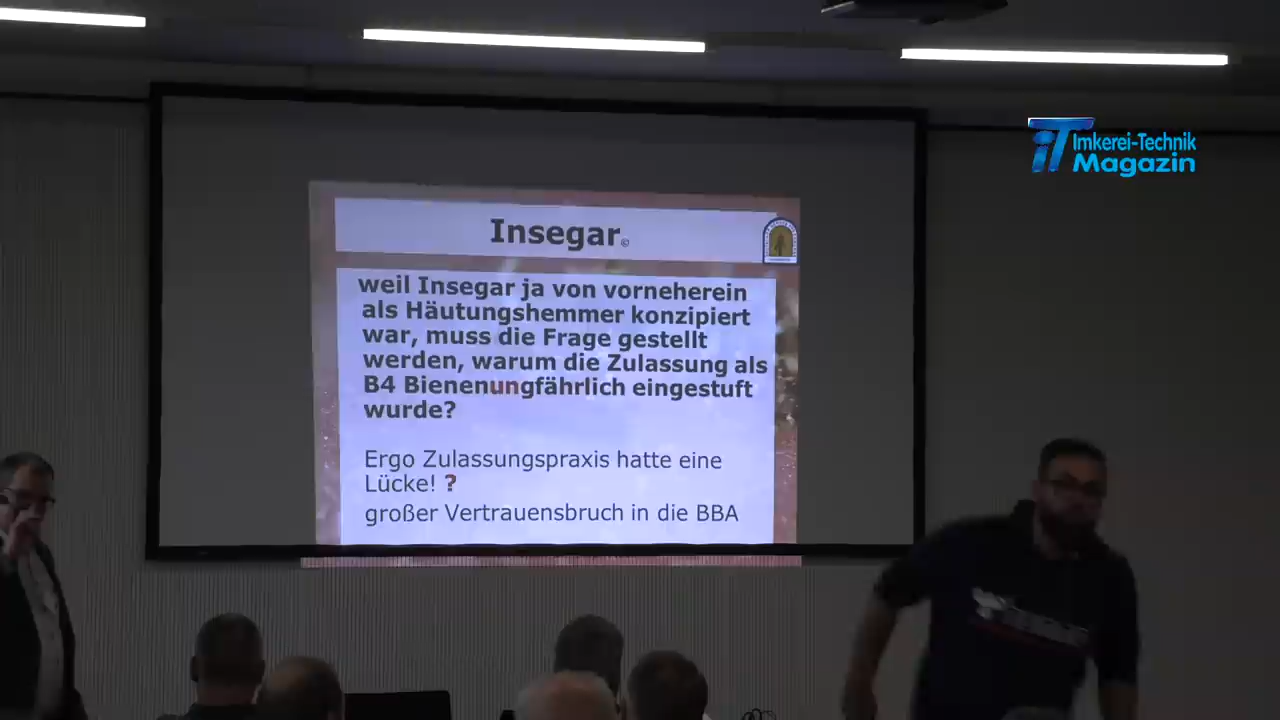 iT Imkerei-Technik
Magazin
Insegar©
weil Insegar ja von vorneherein
als Häutungshemmer konzipiert
war, muss die Frage gestellt
werden, warum die Zulassung als
B4 Bienenungfährlich eingestuft
wurde?
Ergo Zulassungspraxis hatte eine
Lücke! ?
großer Vertrauensbruch in die BBA